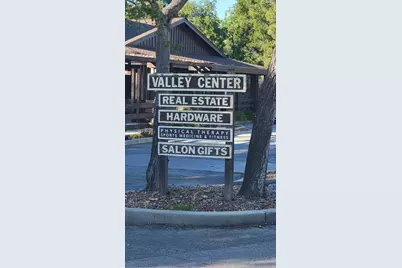 VALLEY CENTER
REAL ESTATE
HARDWARE
PHYSICAL THERAPY
SPORTS MEDICINE & FITNESS
SALON GIFTS